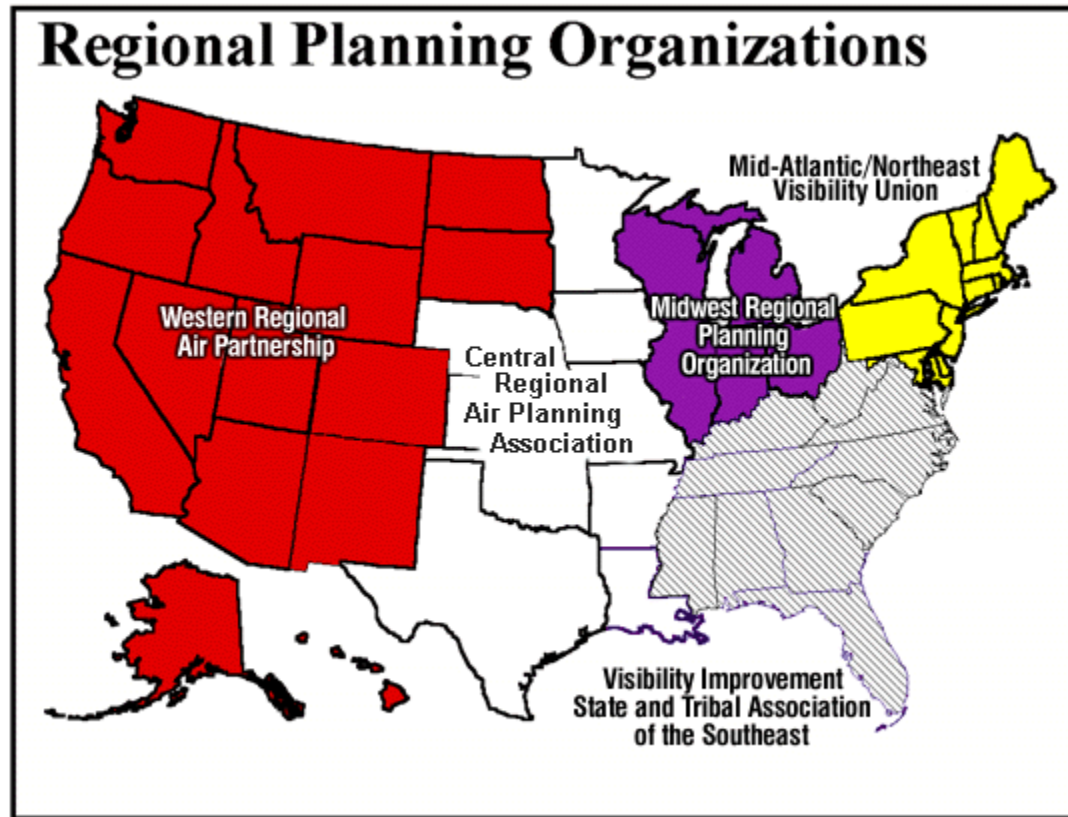 Regional Planning Organizations
Mid-Atlantic/Northeast
Visibility Union
Western Regional
Air Partnership
Midwest Regional
Planning
Organization
Central
Regional
Air Planning
Association
Visibility Improvement
State and Tribal Association
of the Southeast